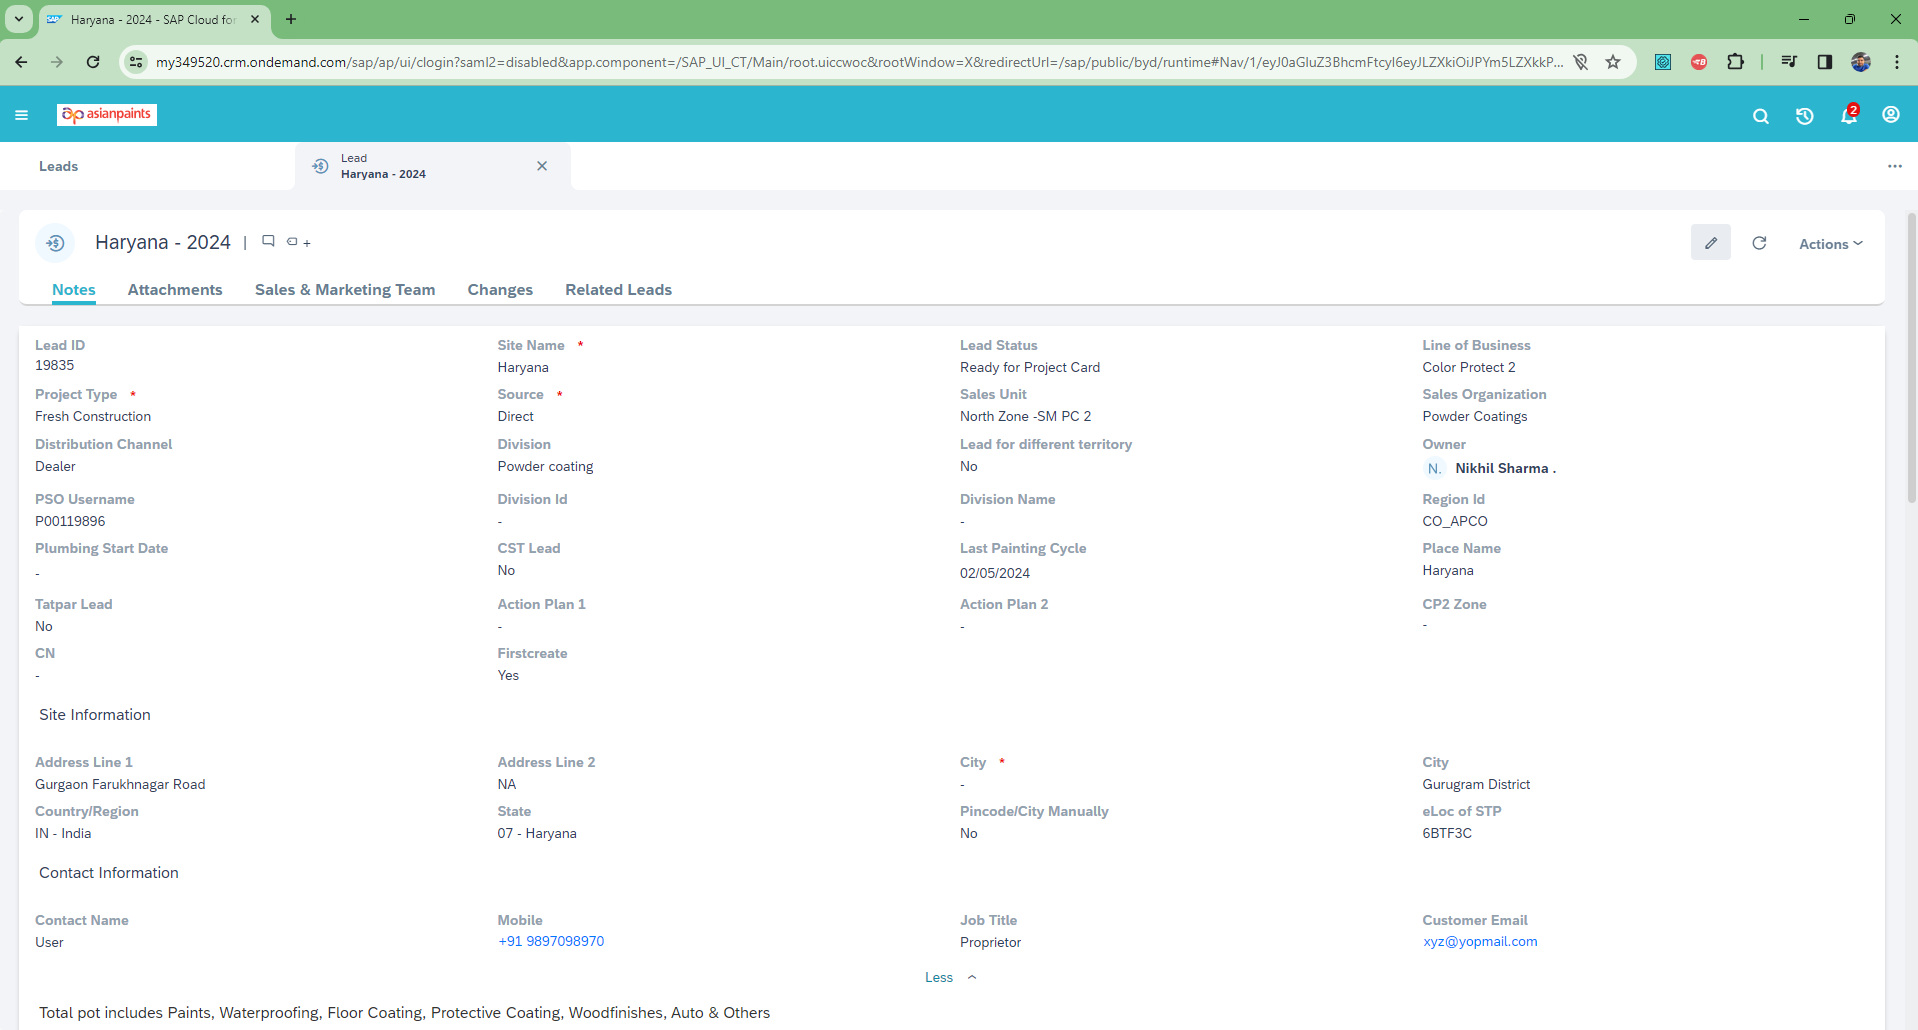 Haryana - 2024 - SAP Cloud for
my349520.crm.ondemand.com/sap/ap/ui/clogin?saml2=disabled&app.component=/SAP_UI_CT/Main/root.uiccwoc&rootWindow=X&redirectUrl=/sap/public/byd/runtime#Nav/1/eyJ0aGluZ3BhcmFtcyI6eyJLZXkiOiJPYm5LZXkkP...
asianpaints
2
Leads
Lead
Haryana - 2024
Haryana - 2024 |
Actions
Notes Attachments Sales & Marketing Team Changes Related Leads
Lead ID Site Name * Lead Status Line of Business
19835 Haryana Ready for Project Card Color Protect 2
Project Type * Source * Sales Unit Sales Organization
Fresh Construction Direct North Zone -SM PC 2 Powder Coatings
Distribution Channel Division Lead for different territory Owner
Dealer Powder coating No N. Nikhil Sharma .
PSO Username Division Id Division Name Region Id
P00119896 - - CO_APCO
Plumbing Start Date CST Lead Last Painting Cycle Place Name
- No 02/05/2024 Haryana
Tatpar Lead Action Plan 1 Action Plan 2 CP2 Zone
No - - -
CN Firstcreate
- Yes
Site Information
Address Line 1 Address Line 2 City * City
Gurgaon Farukhnagar Road NA - Gurugram District
Country/Region State Pincode/City Manually eLoc of STP
IN - India 07 - Haryana No 6BTF3C
Contact Information
Contact Name Mobile Job Title Customer Email
User +91 9897098970 Proprietor xyz@yopmail.com
Less
Total pot includes Paints, Waterproofing, Floor Coating, Protective Coating, Woodfinishes, Auto & Others